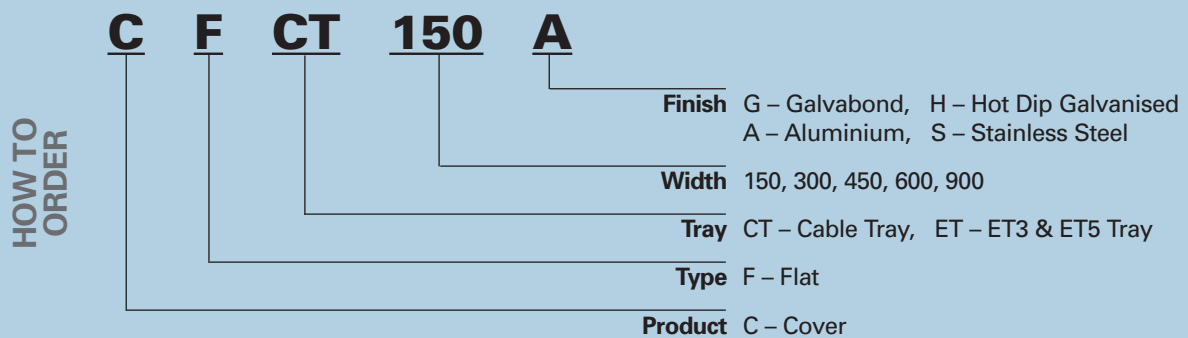 C F CT 150 A
HOW TO
ORDER
Finish G – Galvabond, H – Hot Dip Galvanised
A – Aluminium, S – Stainless Steel
Width 150, 300, 450, 600, 900
Tray CT – Cable Tray, ET – ET3 & ET5 Tray
Type F – Flat
Product C – Cover